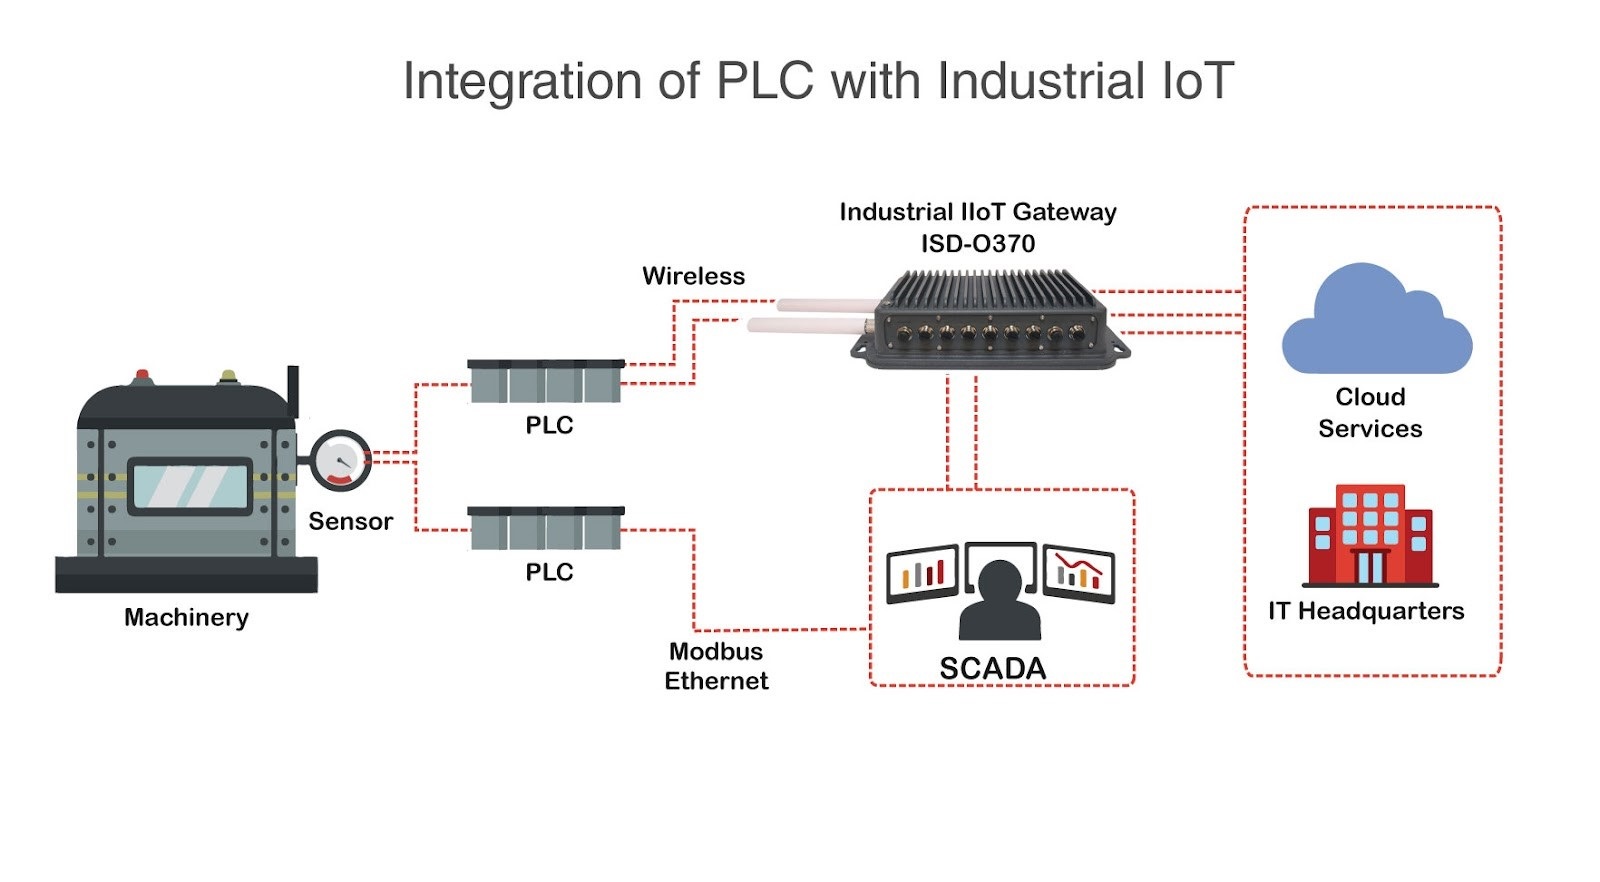 Integration of PLC with Industrial IoT
Industrial IIoT Gateway
ISD-O370
Wireless
PLC
Sensor
PLC
Machinery
Modbus
Ethernet
SCADA
Cloud
Services
IT Headquarters